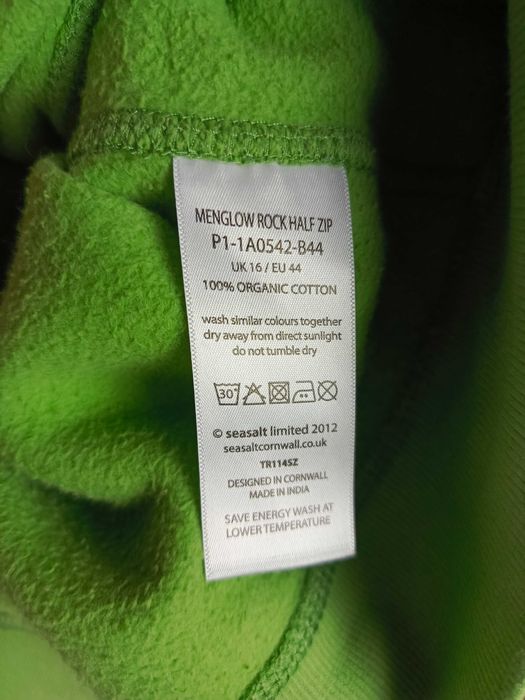 MENGLOW ROCK HALF ZIP
P1-1A0542-B44
UK 16 / EU 44
100% ORGANIC COTTON
wash similar colours together
dry away from direct sunlight
do not tumble dry
30°
© seasalt limited 2012
seasaltcornwall.co.uk
TR114SZ
DESIGNED IN CORNWALL
MADE IN INDIA
SAVE ENERGY WASH AT
LOWER TEMPERATURE